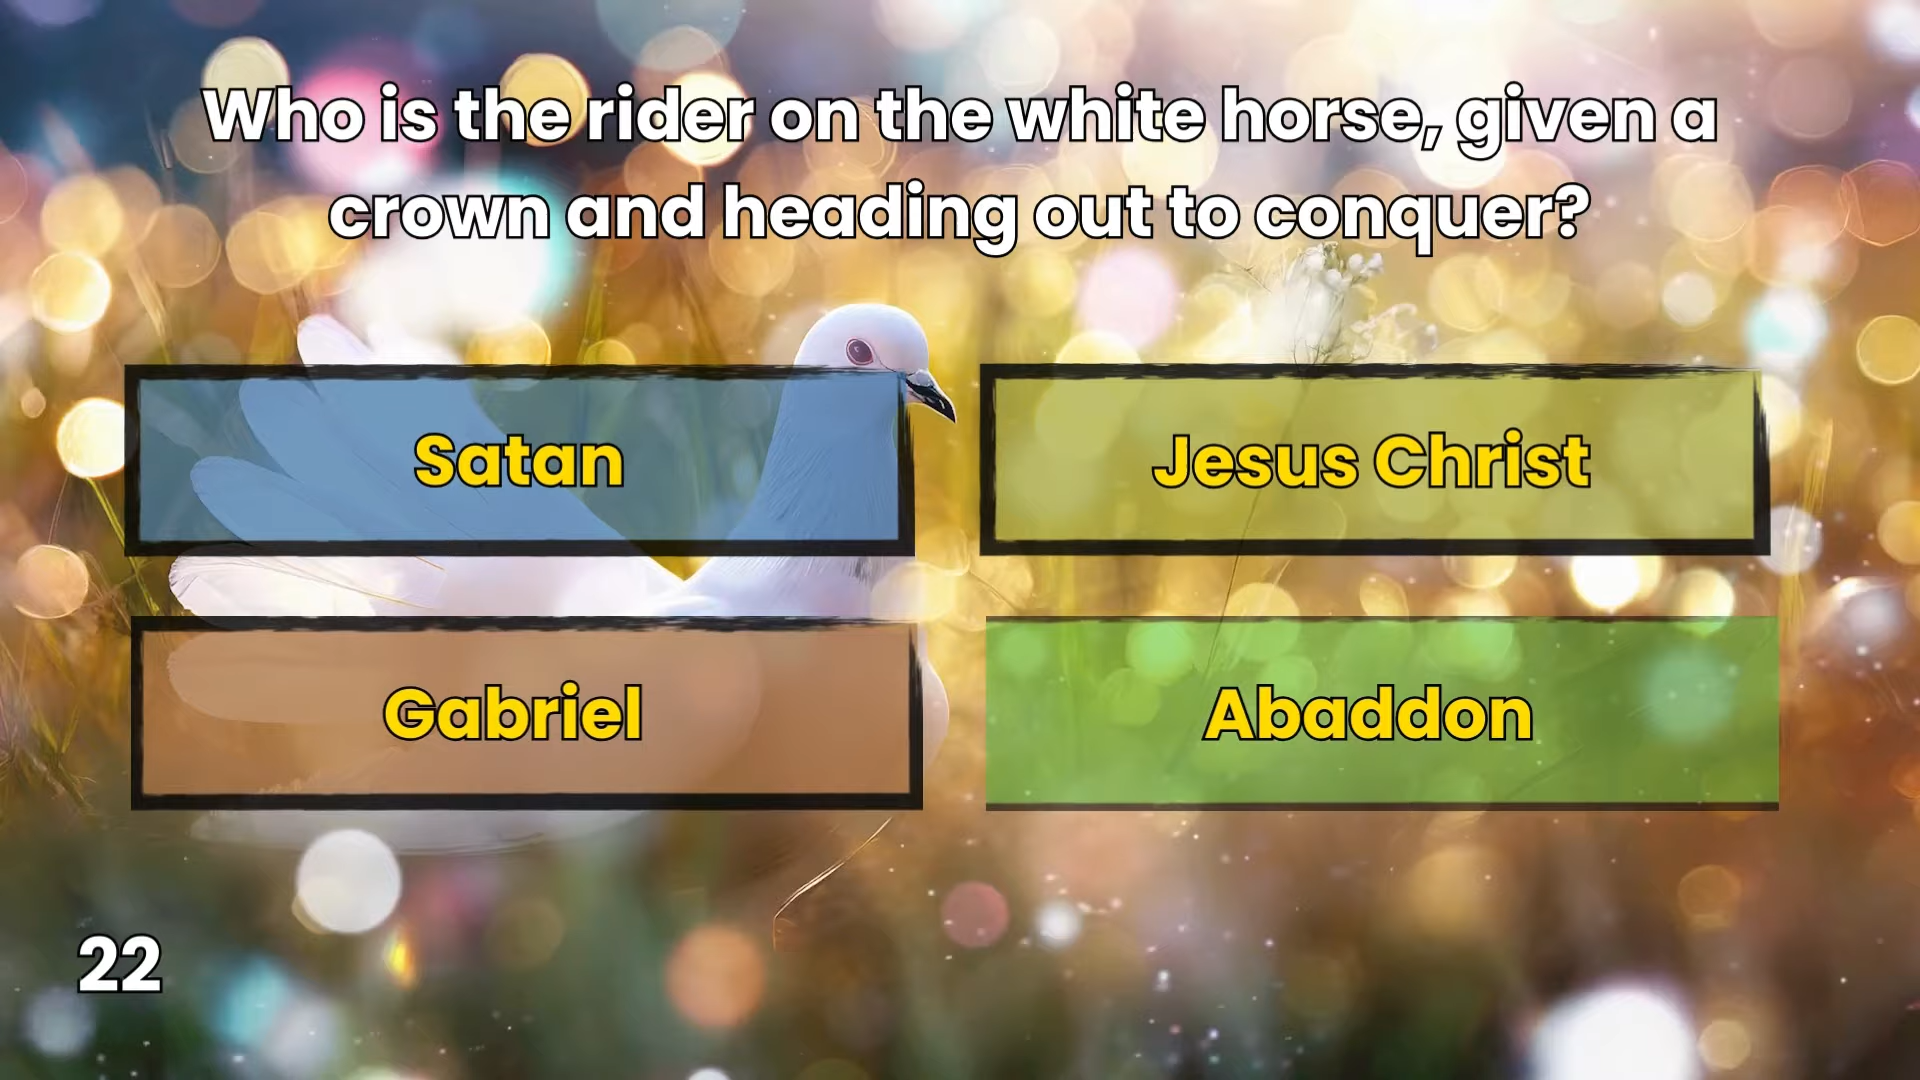 Who is the rider on the white horse, given a
crown and heading out to conquer?
Satan
Jesus Christ
Gabriel
Abaddon
22